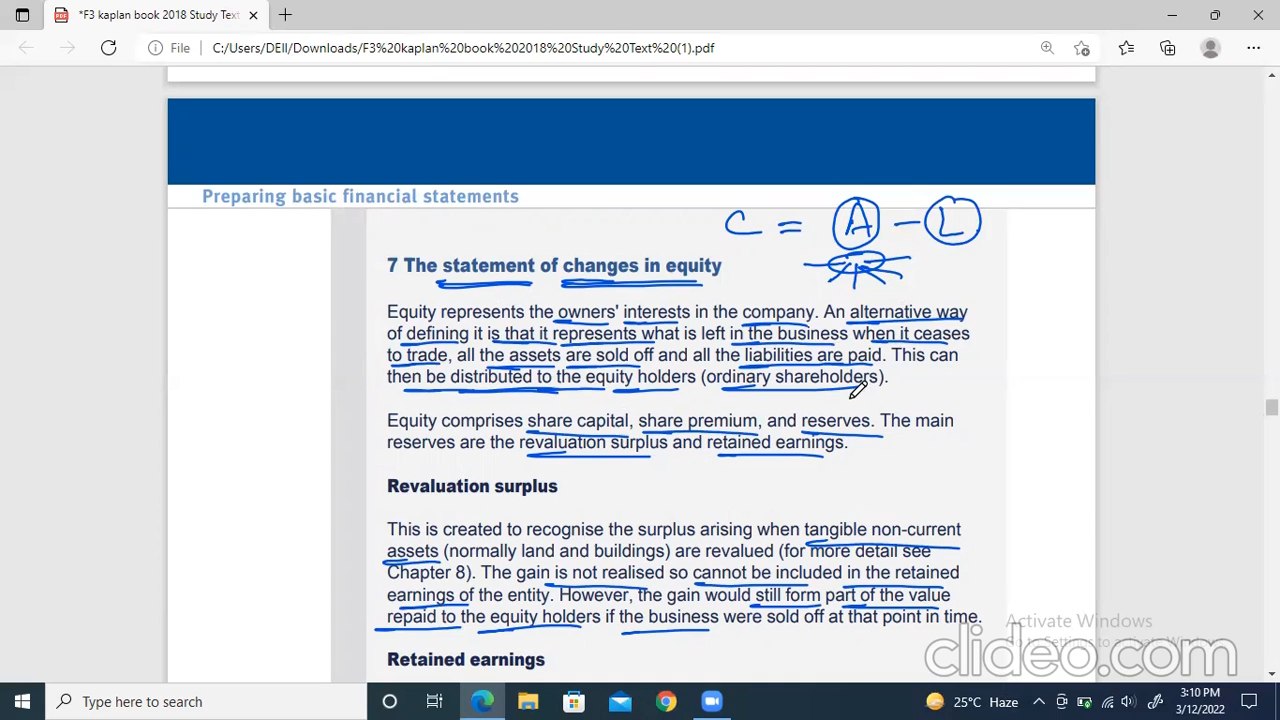 *F3 kaplan book 2018 Study Text
File C:/Users/DEll/Downloads/F3%20kaplan%20book%202018%20Study%20Text%20(1).pdf
Preparing basic financial statements
C = A - L
7 The statement of changes in equity
Equity represents the owners' interests in the company. An alternative way
of defining it is that it represents what is left in the business when it ceases
to trade, all the assets are sold off and all the liabilities are paid. This can
then be distributed to the equity holders (ordinary shareholders).
Equity comprises share capital, share premium, and reserves. The main
reserves are the revaluation surplus and retained earnings.
Revaluation surplus
This is created to recognise the surplus arising when tangible non-current
assets (normally land and buildings) are revalued (for more detail see
Chapter 8). The gain is not realised so cannot be included in the retained
earnings of the entity. However, the gain would still form part of the value
repaid to the equity holders if the business were sold off at that point in time.
Activate Windows
Go to Settings to activate Windows.
clideo.com
Retained earnings
Type here to search
25°C Haze
3:10 PM
3/12/2022